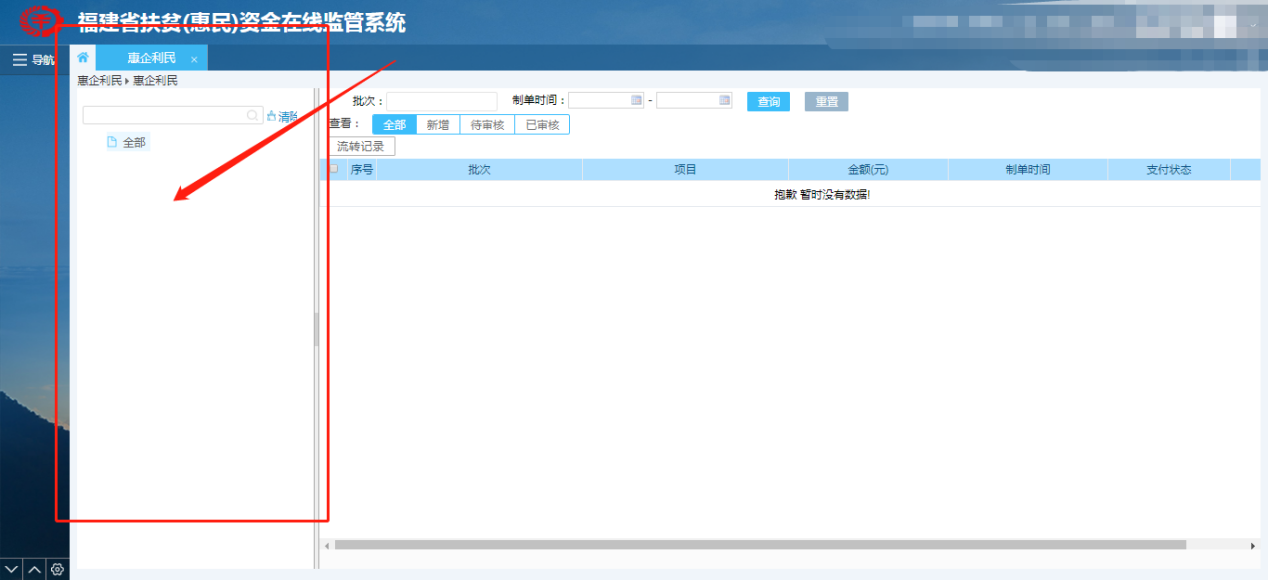 福建省扶贫(惠民)资金在线监管系统
导航 惠企利民 ×
惠企利民 惠企利民
批次： 制单时间： - 查询 重置
清除
查看： 全部 新增 待审核 已审核
全部
流转记录
序号 批次 项目 金额(元) 制单时间 支付状态
抱歉 暂时没有数据!